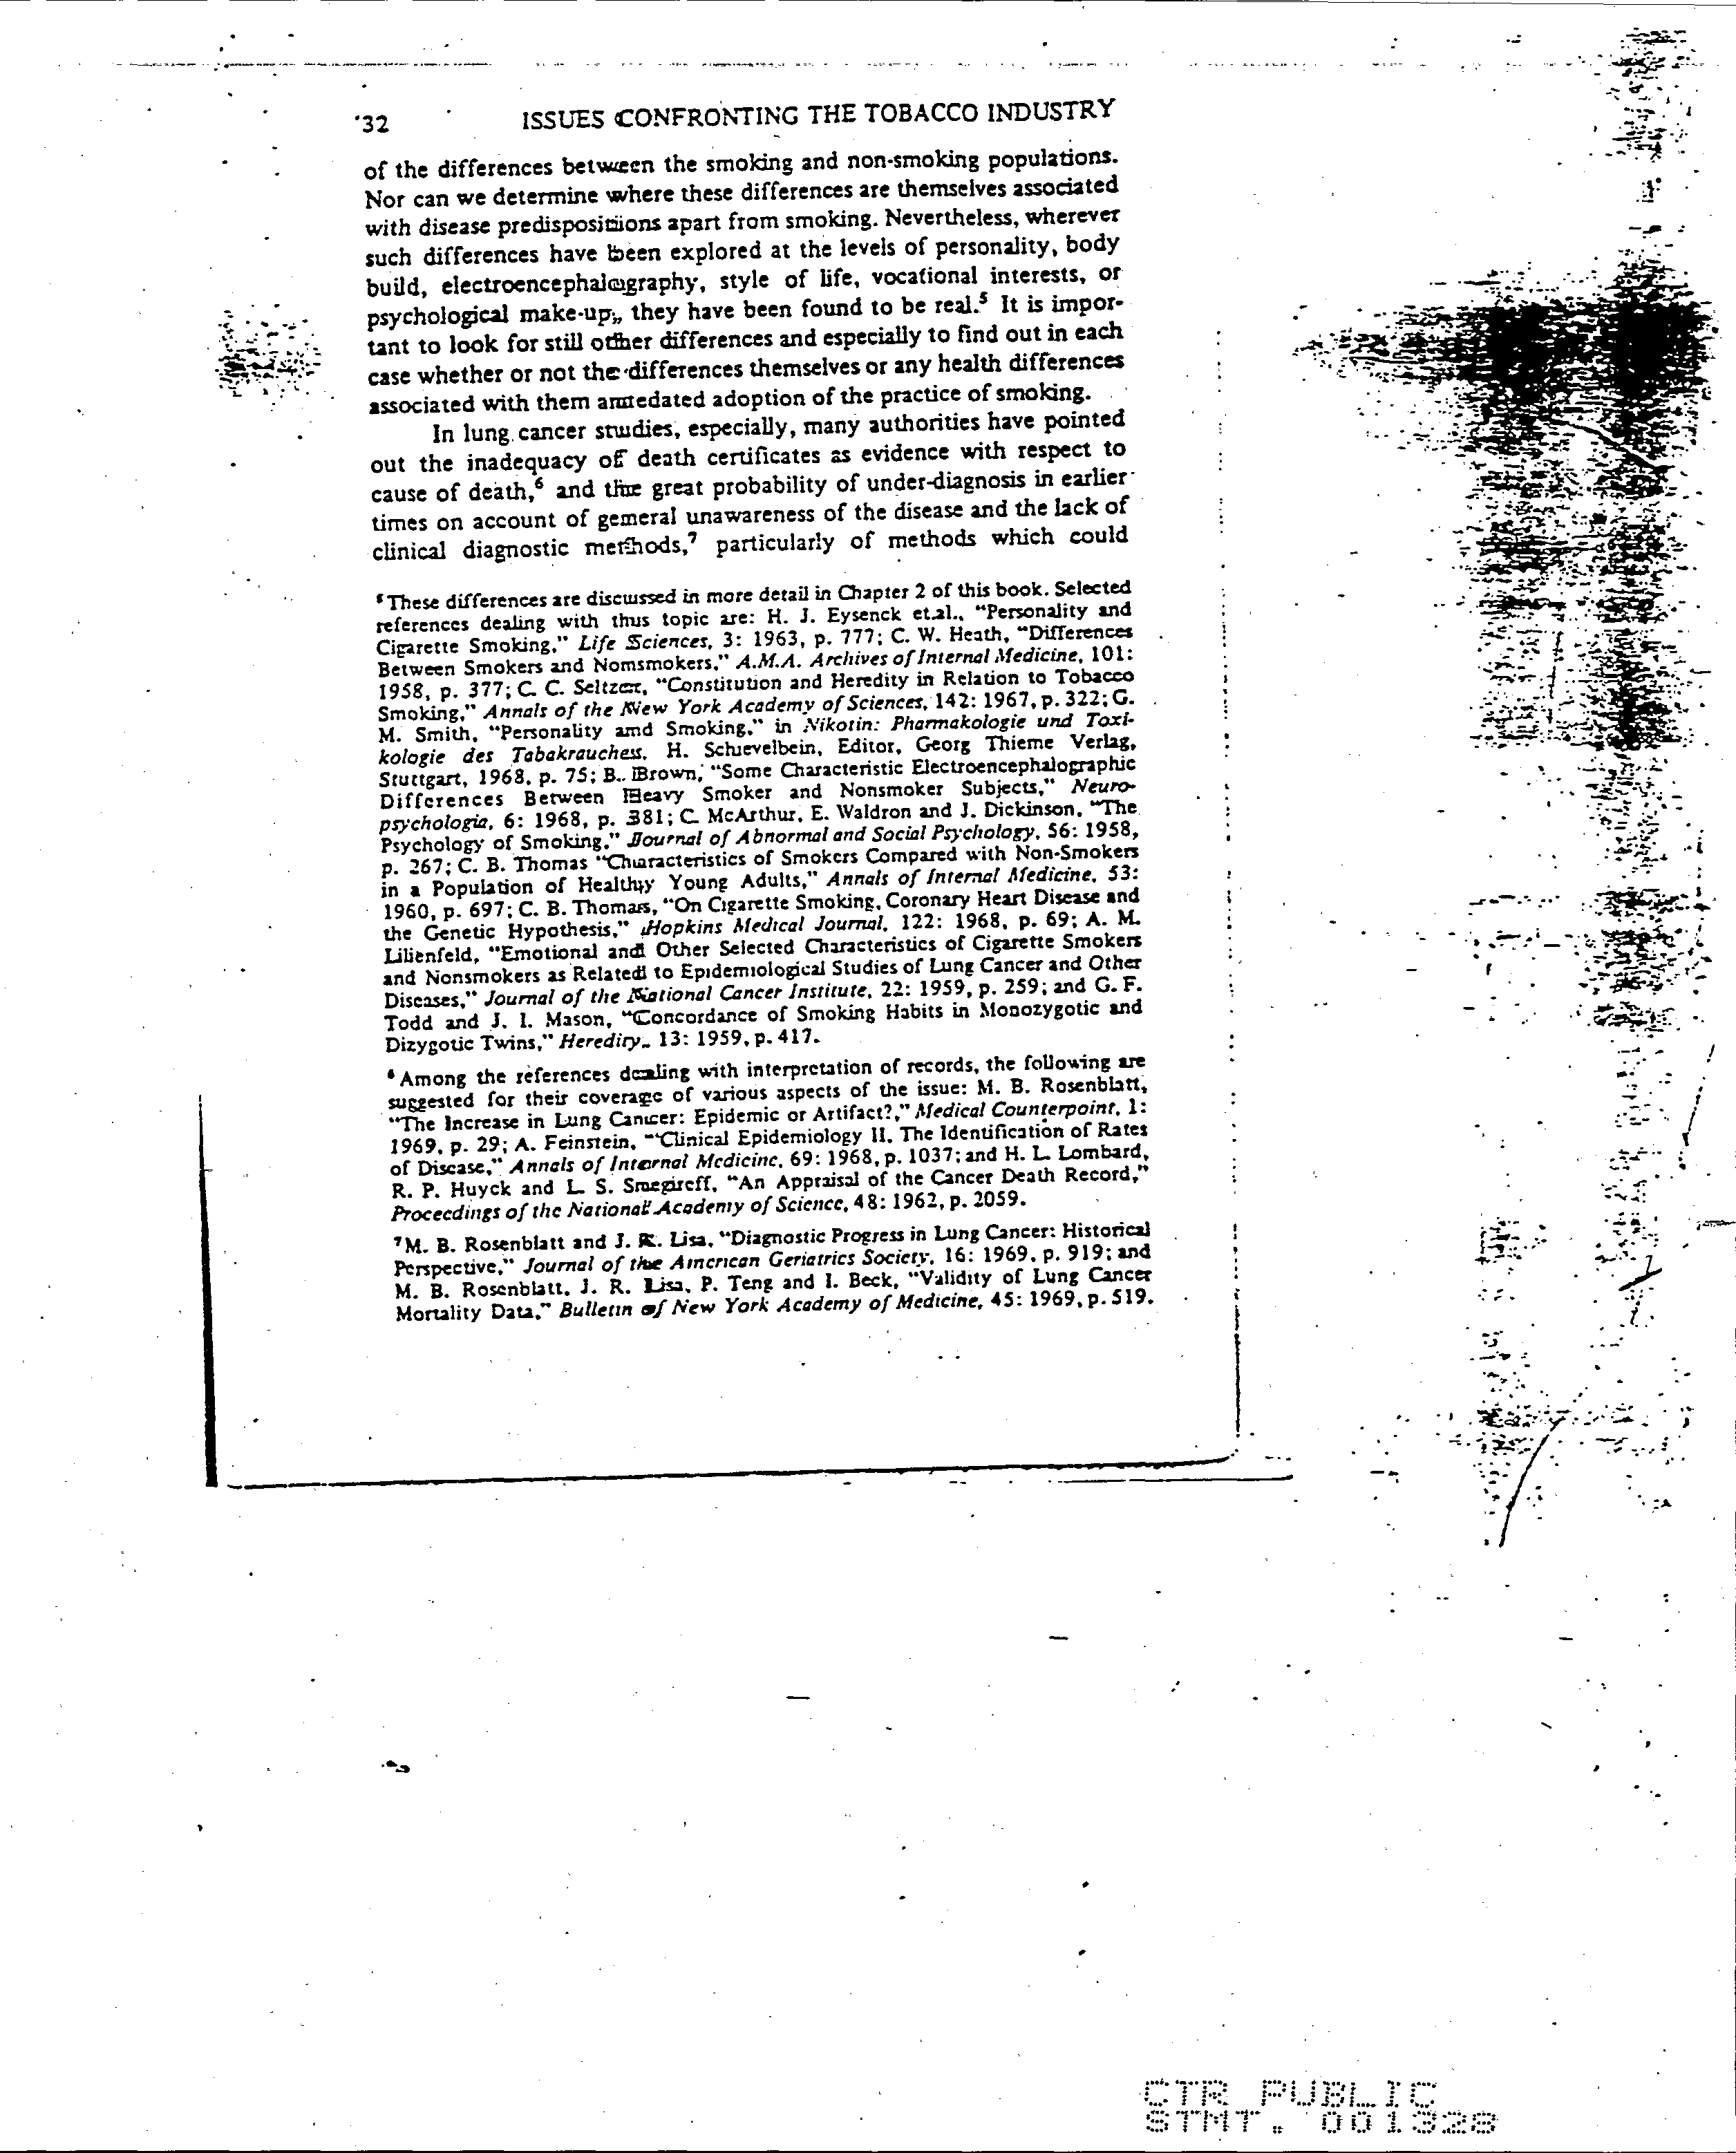 '32 ISSUES CONFRONTING THE TOBACCO INDUSTRY
of the differences between the smoking and non-smoking populations.
Nor can we determine where these differences are themselves associated
with disease predispositions apart from smoking. Nevertheless, wherever
such differences have been explored at the levels of personality, body
build, electroencephalography, style of life, vocational interests, or
psychological make-up, they have been found to be real.⁵ It is impor-
tant to look for still other differences and especially to find out in each
case whether or not the differences themselves or any health differences
associated with them antedated adoption of the practice of smoking.
In lung cancer studies, especially, many authorities have pointed
out the inadequacy of death certificates as evidence with respect to
cause of death,⁶ and the great probability of under-diagnosis in earlier
times on account of general unawareness of the disease and the lack of
clinical diagnostic methods,⁷ particularly of methods which could
⁵These differences are discussed in more detail in Chapter 2 of this book. Selected
references dealing with thus topic are: H. J. Eysenck et.al., "Personality and
Cigarette Smoking," Life Sciences, 3: 1963, p. 777; C. W. Heath, "Differences
Between Smokers and Nonsmokers," A.M.A. Archives of Internal Medicine, 101:
1958, p. 377; C. C. Seltzer, "Constitution and Heredity in Relation to Tobacco
Smoking," Annals of the New York Academy of Sciences, 142: 1967, p. 322; G.
M. Smith, "Personality and Smoking," in Nikotin: Pharmakologie und Toxi-
kologie des Tabakrauches, H. Schievelbein, Editor, Georg Thieme Verlag,
Stuttgart, 1968, p. 75; B. Brown, "Some Characteristic Electroencephalographic
Differences Between Heavy Smoker and Nonsmoker Subjects," Neuro-
psychologia, 6: 1968, p. 381; C. McArthur, E. Waldron and J. Dickinson, "The
Psychology of Smoking," Journal of Abnormal and Social Psychology, 56: 1958,
p. 267; C. B. Thomas "Characteristics of Smokers Compared with Non-Smokers
in a Population of Healthy Young Adults," Annals of Internal Medicine, 53:
1960, p. 697; C. B. Thomas, "On Cigarette Smoking, Coronary Heart Disease and
the Genetic Hypothesis," Hopkins Medical Journal, 122: 1968, p. 69; A. M.
Lilienfeld, "Emotional and Other Selected Characteristics of Cigarette Smokers
and Nonsmokers as Related to Epidemiological Studies of Lung Cancer and Other
Diseases," Journal of the National Cancer Institute, 22: 1959, p. 259; and G. F.
Todd and J. I. Mason, "Concordance of Smoking Habits in Monozygotic and
Dizygotic Twins," Heredity, 13: 1959, p. 417.
⁶Among the references dealing with interpretation of records, the following are
suggested for their coverage of various aspects of the issue: M. B. Rosenblatt,
"The Increase in Lung Cancer: Epidemic or Artifact?," Medical Counterpoint, 1:
1969, p. 29; A. Feinstein, "Clinical Epidemiology II. The Identification of Rates
of Disease," Annals of Internal Medicine, 69: 1968, p. 1037; and H. L. Lombard,
R. P. Huyck and L. S. Snegireff, "An Appraisal of the Cancer Death Record,"
Proceedings of the National Academy of Science, 48: 1962, p. 2059.
⁷M. B. Rosenblatt and J. R. Lisa, "Diagnostic Progress in Lung Cancer: Historical
Perspective," Journal of the American Geriatrics Society, 16: 1969, p. 919; and
M. B. Rosenblatt, J. R. Lisa, P. Teng and I. Beck, "Validity of Lung Cancer
Mortality Data," Bulletin of New York Academy of Medicine, 45: 1969, p. 519.
CTR PUBLIC
STMT. 001328